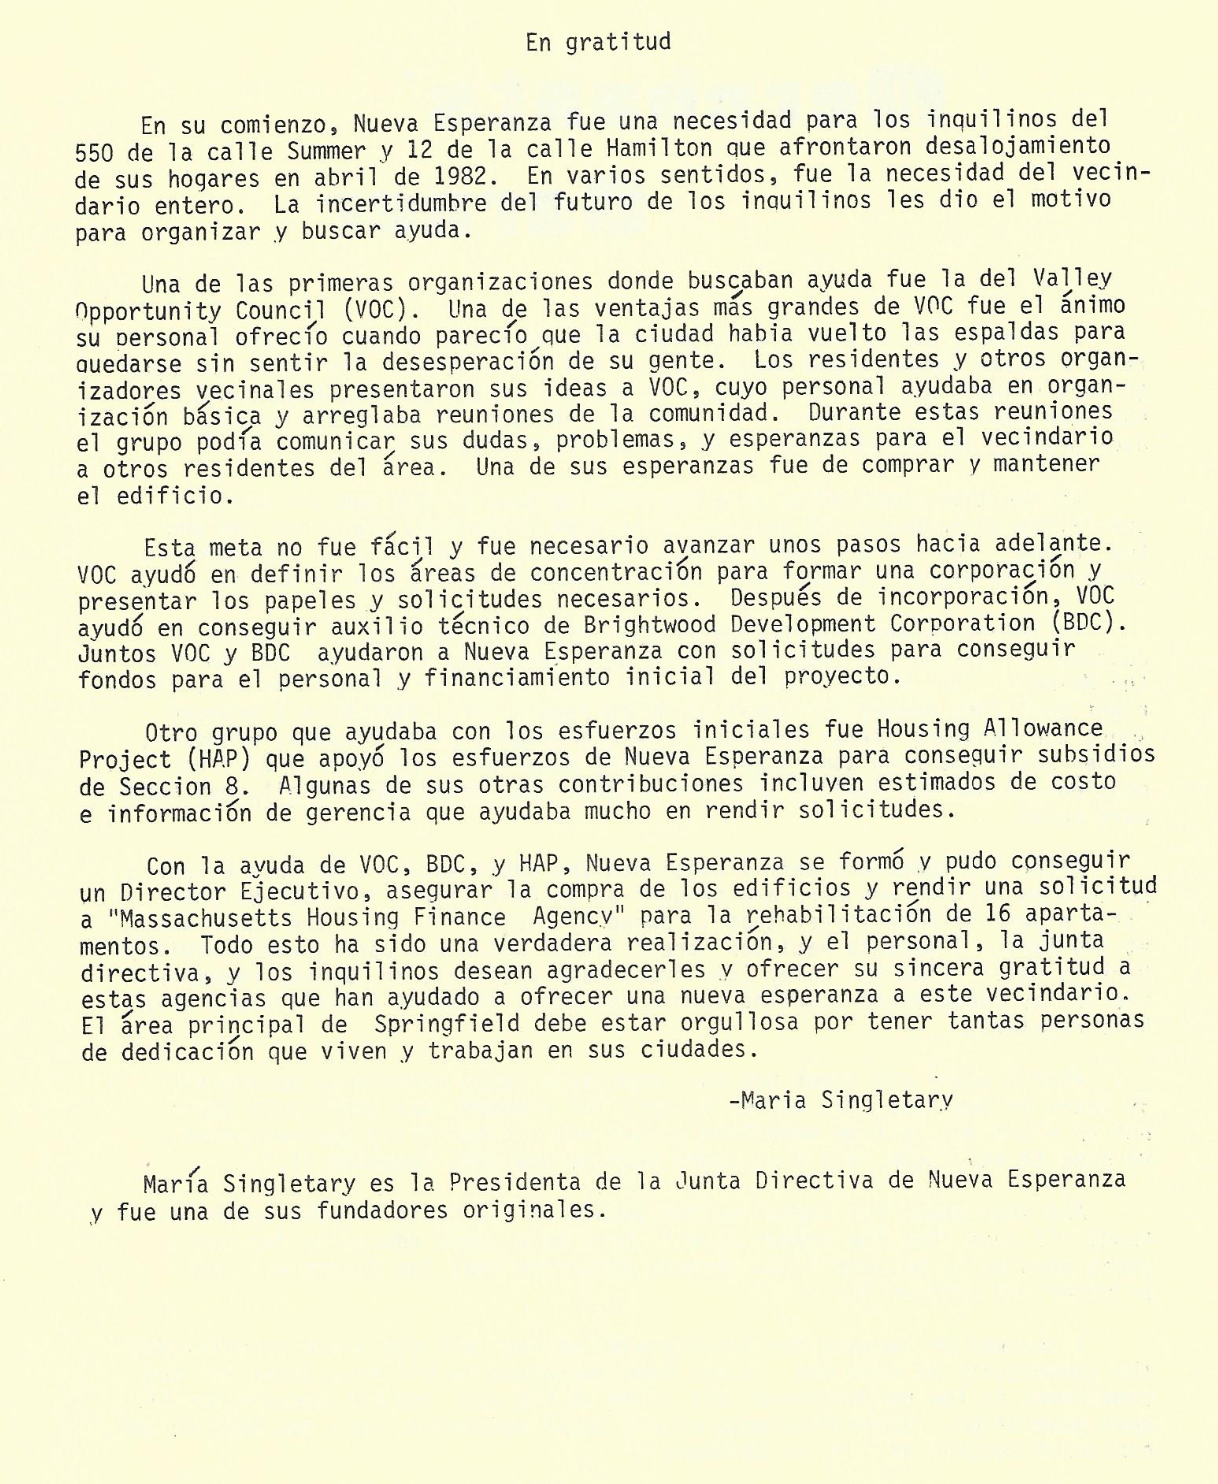 En gratitud
En su comienzo, Nueva Esperanza fue una necesidad para los inquilinos del
550 de la calle Summer y 12 de la calle Hamilton que afrontaron desalojamiento
de sus hogares en abril de 1982. En varios sentidos, fue la necesidad del vecin-
dario entero. La incertidumbre del futuro de los inquilinos les dio el motivo
para organizar y buscar ayuda.
Una de las primeras organizaciones donde buscaban ayuda fue la del Valley
Opportunity Council (VOC). Una de las ventajas más grandes de VOC fue el ánimo
su personal ofrecío cuando parecío que la ciudad habia vuelto las espaldas para
quedarse sin sentir la desesperación de su gente. Los residentes y otros organ-
izadores vecinales presentaron sus ideas a VOC, cuyo personal ayudaba en organ-
ización básica y arreglaba reuniones de la comunidad. Durante estas reuniones
el grupo podía comunicar sus dudas, problemas, y esperanzas para el vecindario
a otros residentes del área. Una de sus esperanzas fue de comprar y mantener
el edificio.
Esta meta no fue fácil y fue necesario avanzar unos pasos hacia adelante.
VOC ayudó en definir los áreas de concentración para formar una corporación y
presentar los papeles y solicitudes necesarios. Después de incorporación, VOC
ayudó en conseguir auxilio técnico de Brightwood Development Corporation (BDC).
Juntos VOC y BDC ayudaron a Nueva Esperanza con solicitudes para conseguir
fondos para el personal y financiamiento inicial del proyecto.
Otro grupo que ayudaba con los esfuerzos iniciales fue Housing Allowance
Project (HAP) que apoyó los esfuerzos de Nueva Esperanza para conseguir subsidios
de Seccion 8. Algunas de sus otras contribuciones incluyen estimados de costo
e información de gerencia que ayudaba mucho en rendir solicitudes.
Con la ayuda de VOC, BDC, y HAP, Nueva Esperanza se formó y pudo conseguir
un Director Ejecutivo, asegurar la compra de los edificios y rendir una solicitud
a "Massachusetts Housing Finance Agency" para la rehabilitación de 16 aparta-
mentos. Todo esto ha sido una verdadera realización, y el personal, la junta
directiva, y los inquilinos desean agradecerles y ofrecer su sincera gratitud a
estas agencias que han ayudado a ofrecer una nueva esperanza a este vecindario.
El área principal de Springfield debe estar orgullosa por tener tantas personas
de dedicación que viven y trabajan en sus ciudades.
-Maria Singletary
María Singletary es la Presidenta de la Junta Directiva de Nueva Esperanza
y fue una de sus fundadores originales.